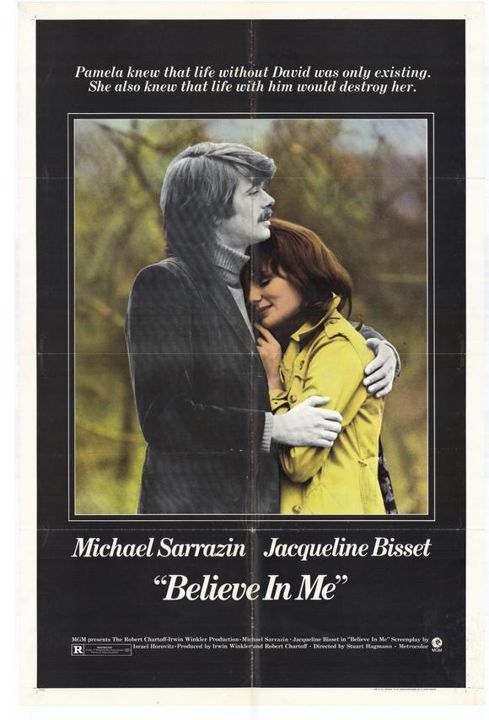 Pamela knew that life without David was only existing.
She also knew that life with him would destroy her.
Michael Sarrazin Jacqueline Bisset
“Believe In Me”
MGM presents The Robert Chartoff-Irwin Winkler Production · Michael Sarrazin · Jacqueline Bisset in "Believe In Me" Screenplay by
Israel Horovitz · Produced by Irwin Winkler and Robert Chartoff · Directed by Stuart Hagmann · Metrocolor
R
MGM